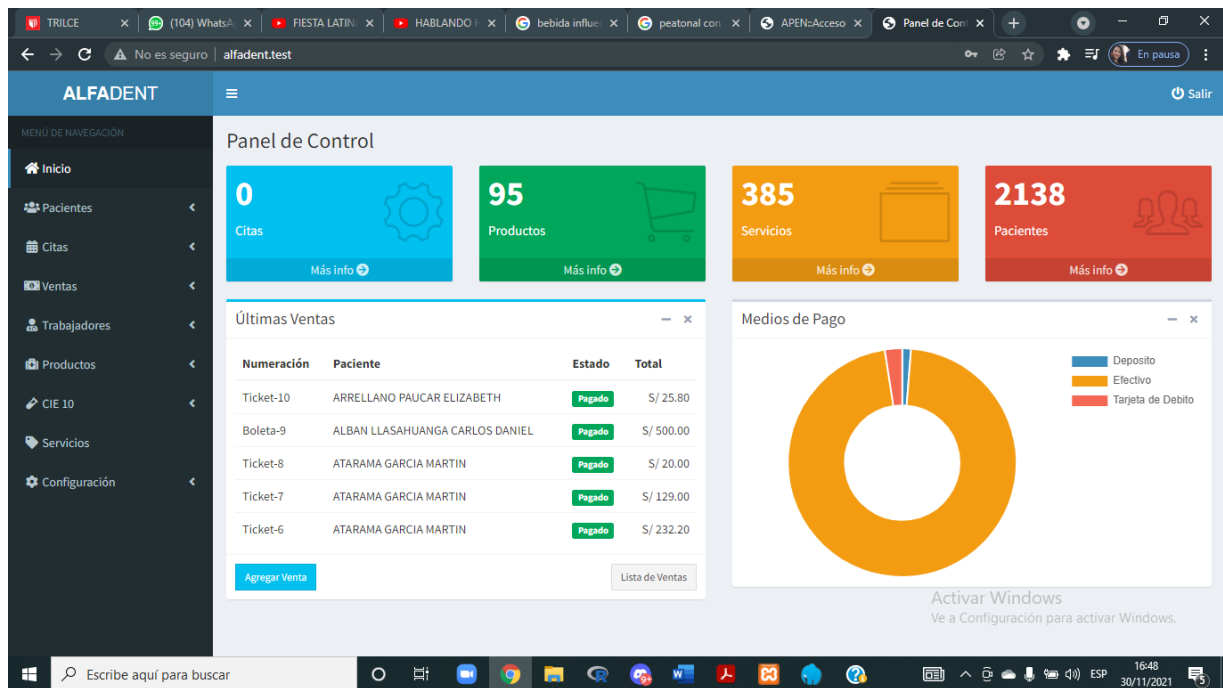 TRILCE
99+
(104) WhatsA
FIESTA LATIN
HABLANDO
bebida influe
peatonal con
APEN::Acceso
Panel de Cont
No es seguro
alfadent.test
En pausa
ALFADENT
Salir
MENÚ DE NAVEGACIÓN
Inicio
Pacientes
Citas
Ventas
Trabajadores
Productos
CIE 10
Servicios
Configuración
Panel de Control
0
Citas
Más info
95
Productos
Más info
385
Servicios
Más info
2138
Pacientes
Más info
Últimas Ventas
Numeración Paciente Estado Total
Ticket-10 ARRELLANO PAUCAR ELIZABETH Pagado S/ 25.80
Boleta-9 ALBAN LLASAHUANGA CARLOS DANIEL Pagado S/ 500.00
Ticket-8 ATARAMA GARCIA MARTIN Pagado S/ 20.00
Ticket-7 ATARAMA GARCIA MARTIN Pagado S/ 129.00
Ticket-6 ATARAMA GARCIA MARTIN Pagado S/ 232.20
Agregar Venta
Lista de Ventas
Medios de Pago
Deposito
Efectivo
Tarjeta de Debito
Activar Windows
Ve a Configuración para activar Windows.
Escribe aquí para buscar
ESP
16:48
30/11/2021
5